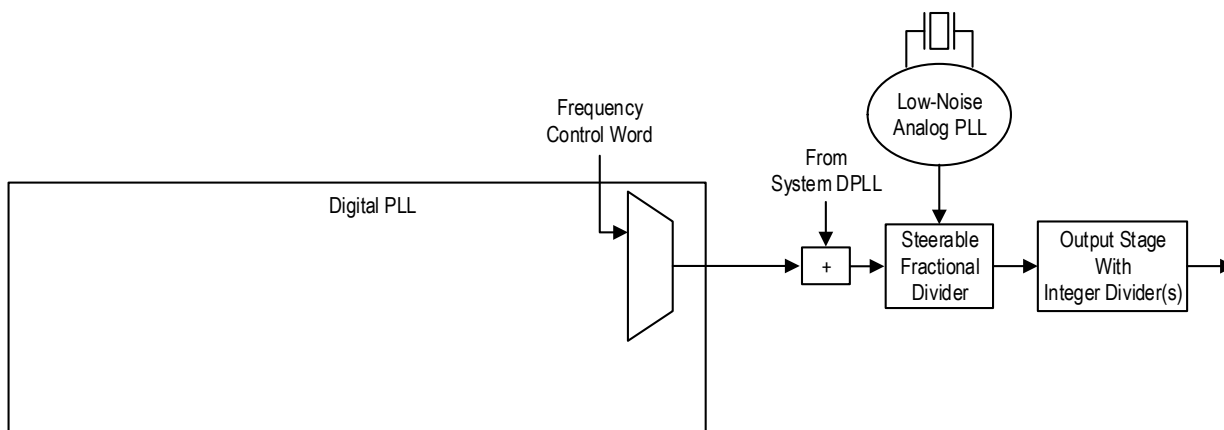 Low-Noise
Analog PLL
Frequency
Control Word
From
System DPLL
Digital PLL
+
Steerable
Fractional
Divider
Output Stage
With
Integer Divider(s)